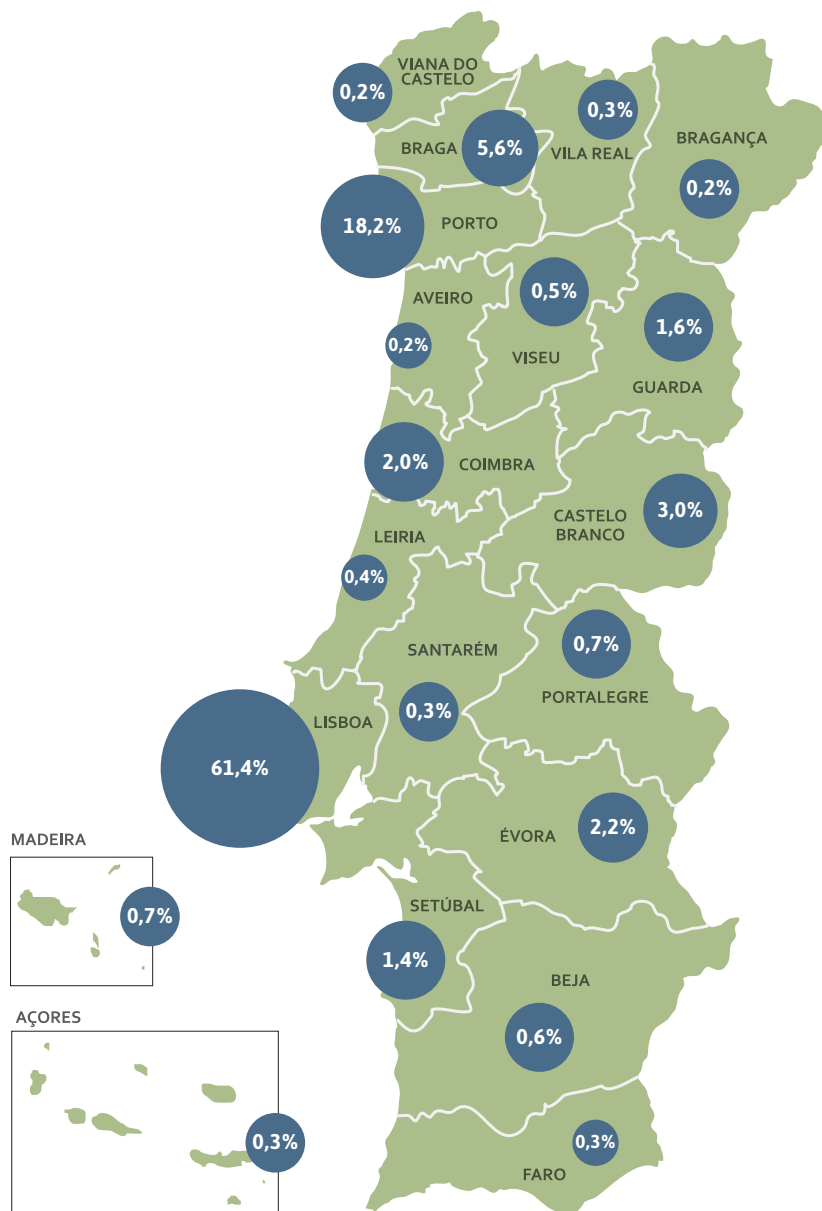 VIANA DO
CASTELO
0,2%
0,3%
BRAGA
5,6%
VILA REAL
BRAGANÇA
0,2%
18,2%
PORTO
AVEIRO
0,5%
0,2%
VISEU
1,6%
GUARDA
2,0%
COIMBRA
CASTELO
BRANCO
3,0%
LEIRIA
0,4%
SANTARÉM
0,7%
PORTALEGRE
0,3%
LISBOA
61,4%
ÉVORA
2,2%
MADEIRA
0,7%
SETÚBAL
1,4%
BEJA
0,6%
AÇORES
0,3%
0,3%
FARO